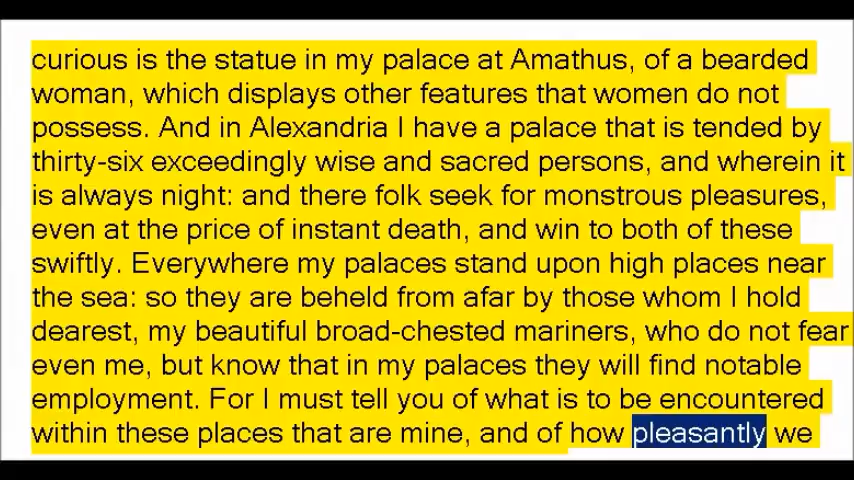 curious is the statue in my palace at Amathus, of a bearded
woman, which displays other features that women do not
possess. And in Alexandria I have a palace that is tended by
thirty-six exceedingly wise and sacred persons, and wherein it
is always night: and there folk seek for monstrous pleasures,
even at the price of instant death, and win to both of these
swiftly. Everywhere my palaces stand upon high places near
the sea: so they are beheld from afar by those whom I hold
dearest, my beautiful broad-chested mariners, who do not fear
even me, but know that in my palaces they will find notable
employment. For I must tell you of what is to be encountered
within these places that are mine, and of how pleasantly we